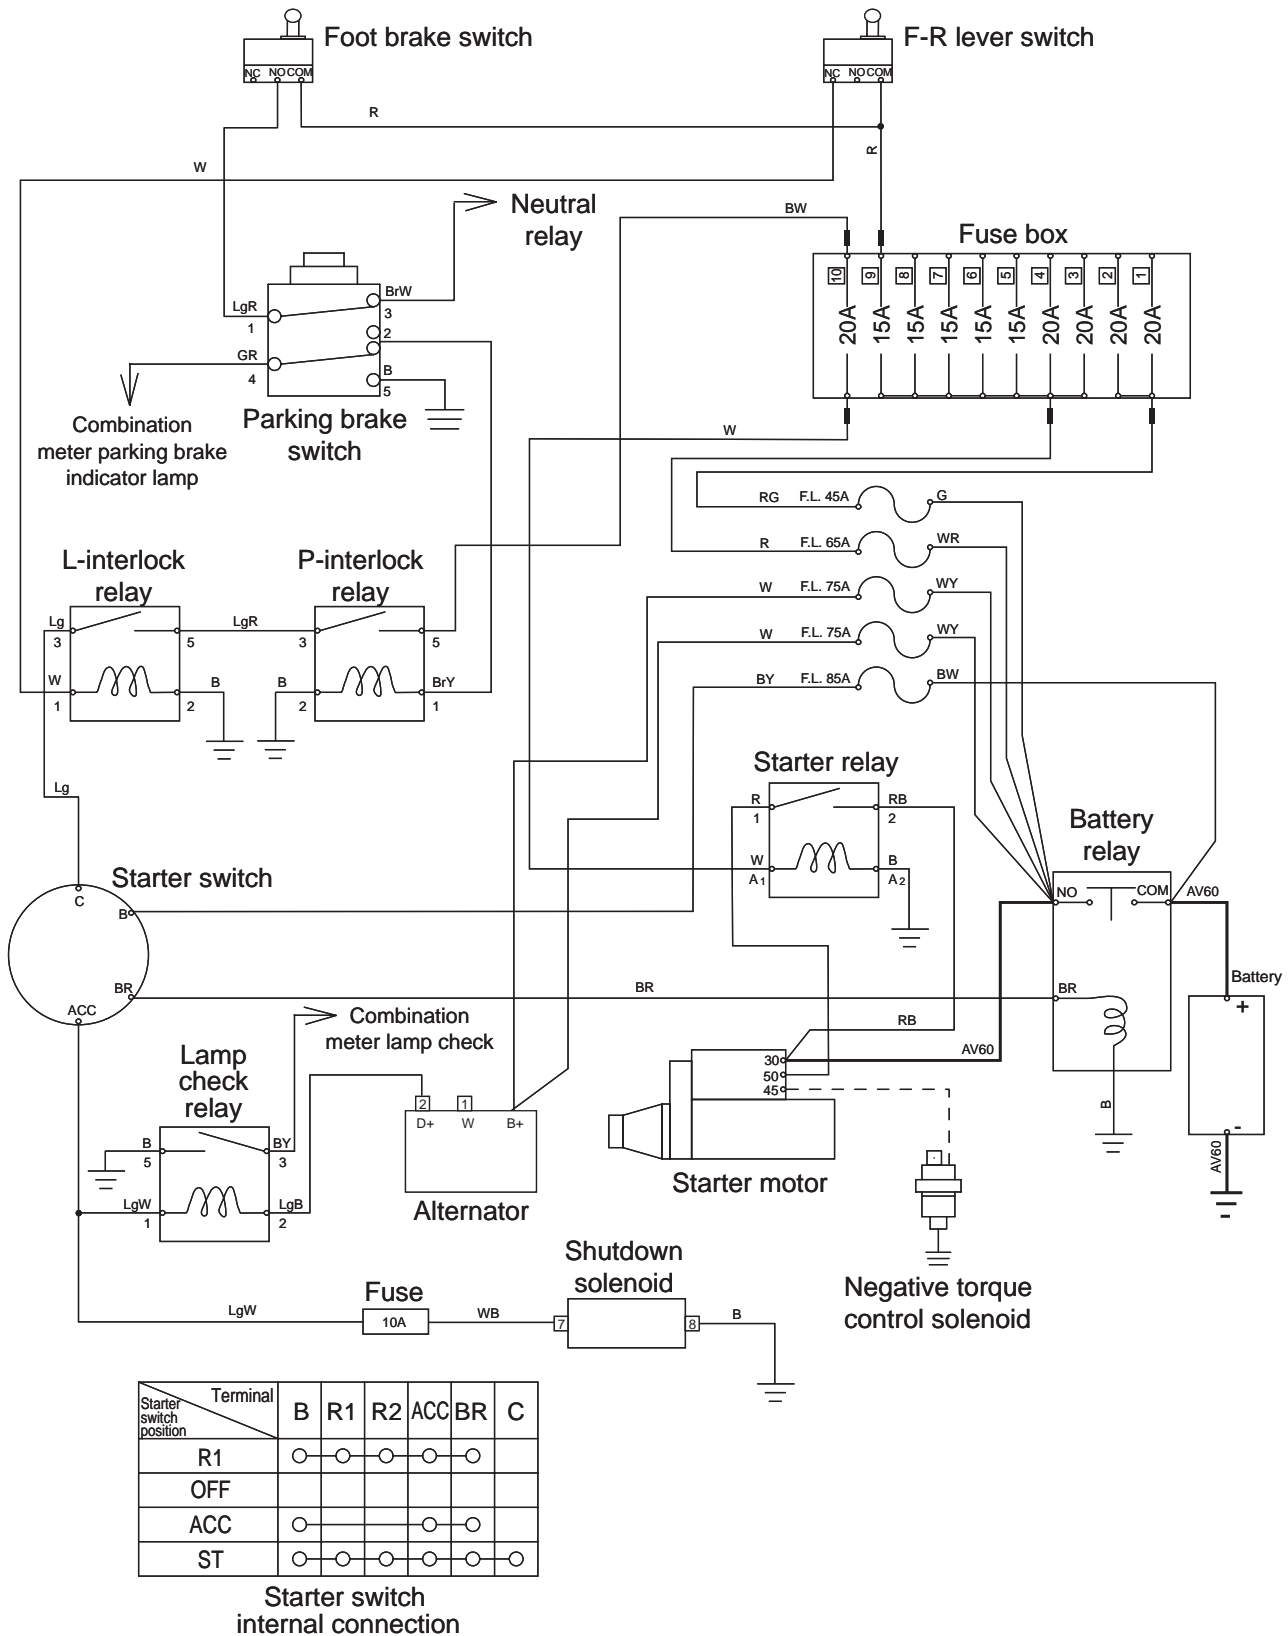 Foot brake switch
NC NO COM
F-R lever switch
NC NO COM
R
R
W
BW
Neutral
relay
Fuse box
10 9 8 7 6 5 4 3 2 1
20A 15A 15A 15A 15A 15A 20A 20A 20A 20A
LgR
1
BrW
3
2
GR
4
B
5
Parking brake
switch
Combination
meter parking brake
indicator lamp
W
RG F.L. 45A G
R F.L. 65A WR
W F.L. 75A WY
W F.L. 75A WY
BY F.L. 85A BW
L-interlock
relay
P-interlock
relay
Lg
3
5
LgR
3
5
W
1
B
2
B
2
BrY
1
Lg
Starter relay
R
1
RB
2
W
A1
B
A2
Battery
relay
NO COM
AV60
BR
B
Battery
+
-
AV60
Starter switch
C
B
BR
ACC
BR
RB
AV60
Combination
meter lamp check
Lamp
check
relay
B
5
BY
3
LgW
1
LgB
2
2 1
D+ W B+
Alternator
30
50
45
Starter motor
Negative torque
control solenoid
Shutdown
solenoid
Fuse
LgW
10A
WB
7
8
B
Terminal
Starter
switch
position
B R1 R2 ACC BR C
R1
OFF
ACC
ST
Starter switch
internal connection